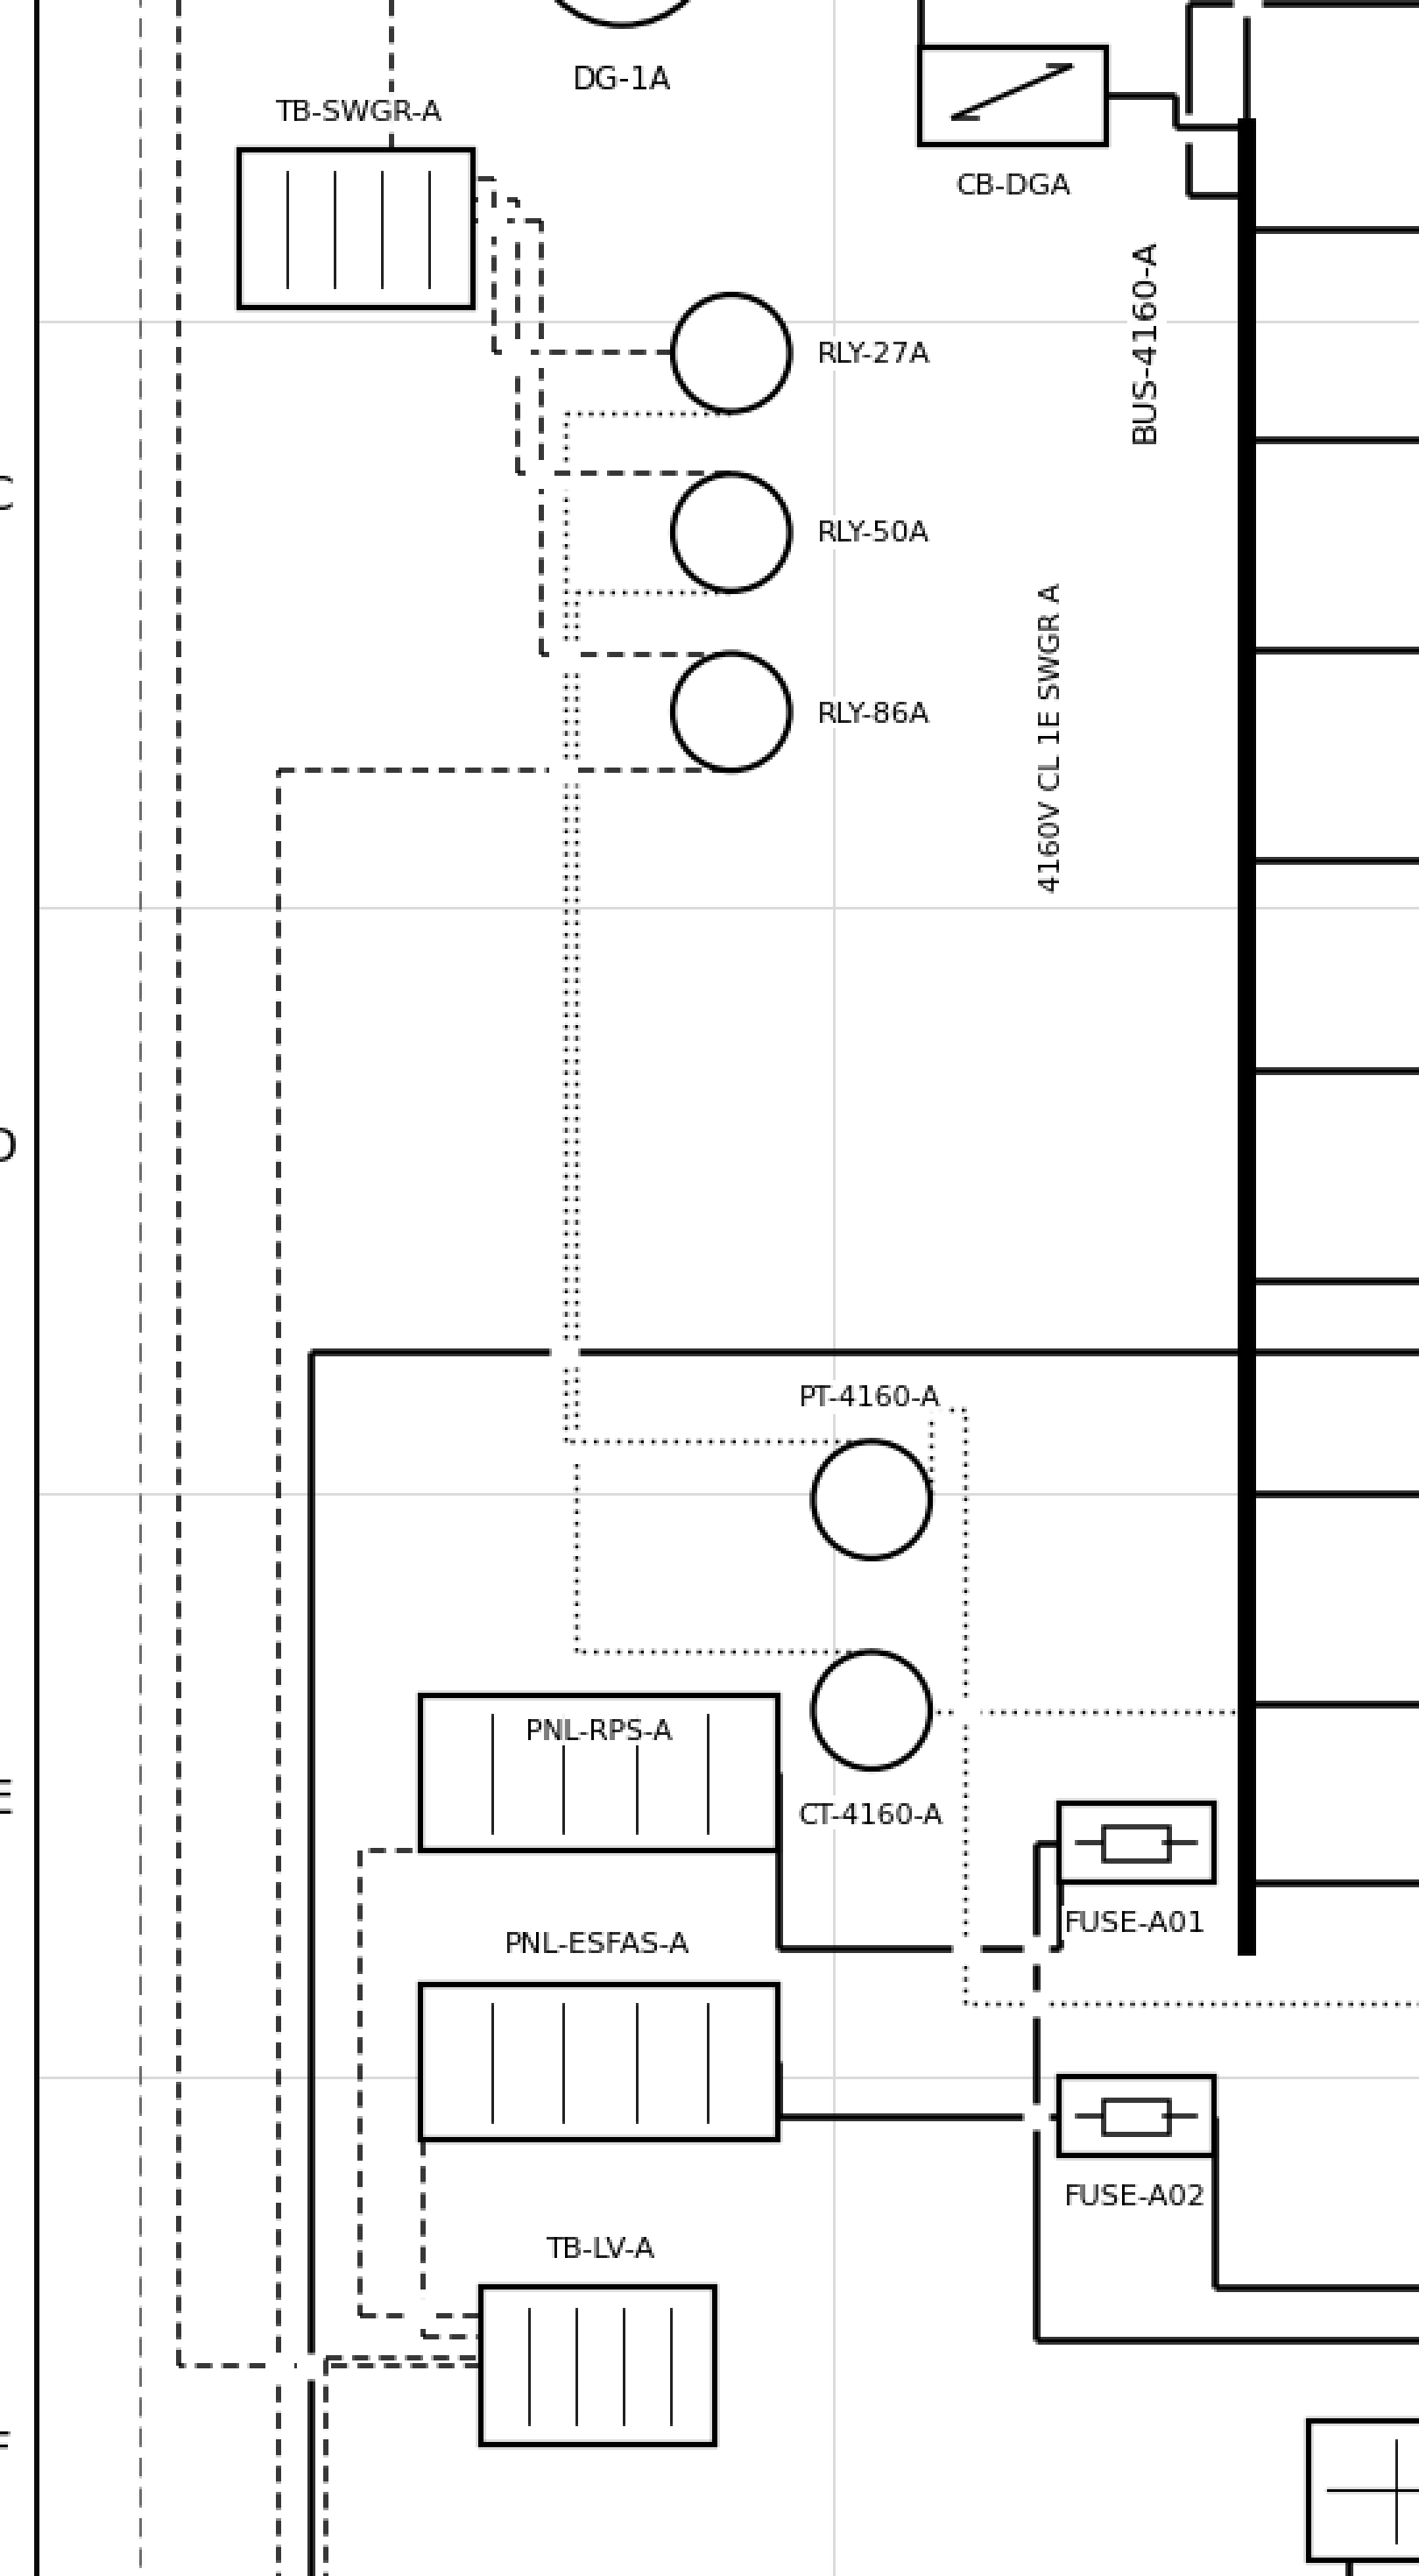 DG-1A
TB-SWGR-A
CB-DGA
BUS-4160-A
RLY-27A
RLY-50A
4160V CL 1E SWGR A
RLY-86A
PT-4160-A
PNL-RPS-A
CT-4160-A
FUSE-A01
PNL-ESFAS-A
FUSE-A02
TB-LV-A